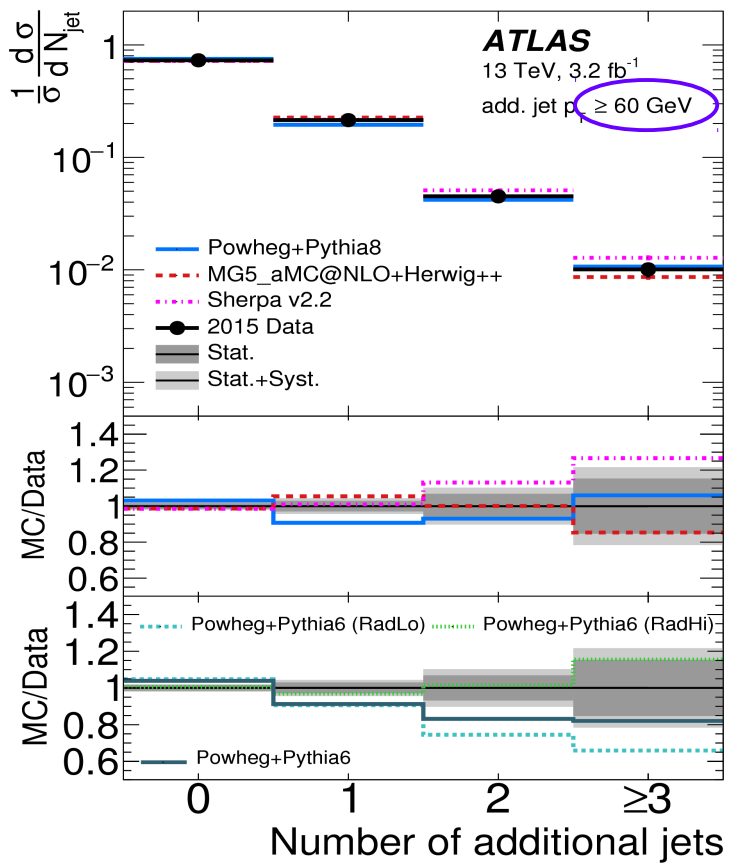 1/σ dσ/dN_jet
ATLAS
13 TeV, 3.2 fb⁻¹
add. jet p_T ≥ 60 GeV
1
10⁻¹
10⁻²
10⁻³
Powheg+Pythia8
MG5_aMC@NLO+Herwig++
Sherpa v2.2
2015 Data
Stat.
Stat.+Syst.
MC/Data
1.4
1.2
1
0.8
0.6
MC/Data
1.4
1.2
1
0.8
0.6
Powheg+Pythia6 (RadLo) Powheg+Pythia6 (RadHi)
Powheg+Pythia6
0 1 2 ≥3
Number of additional jets